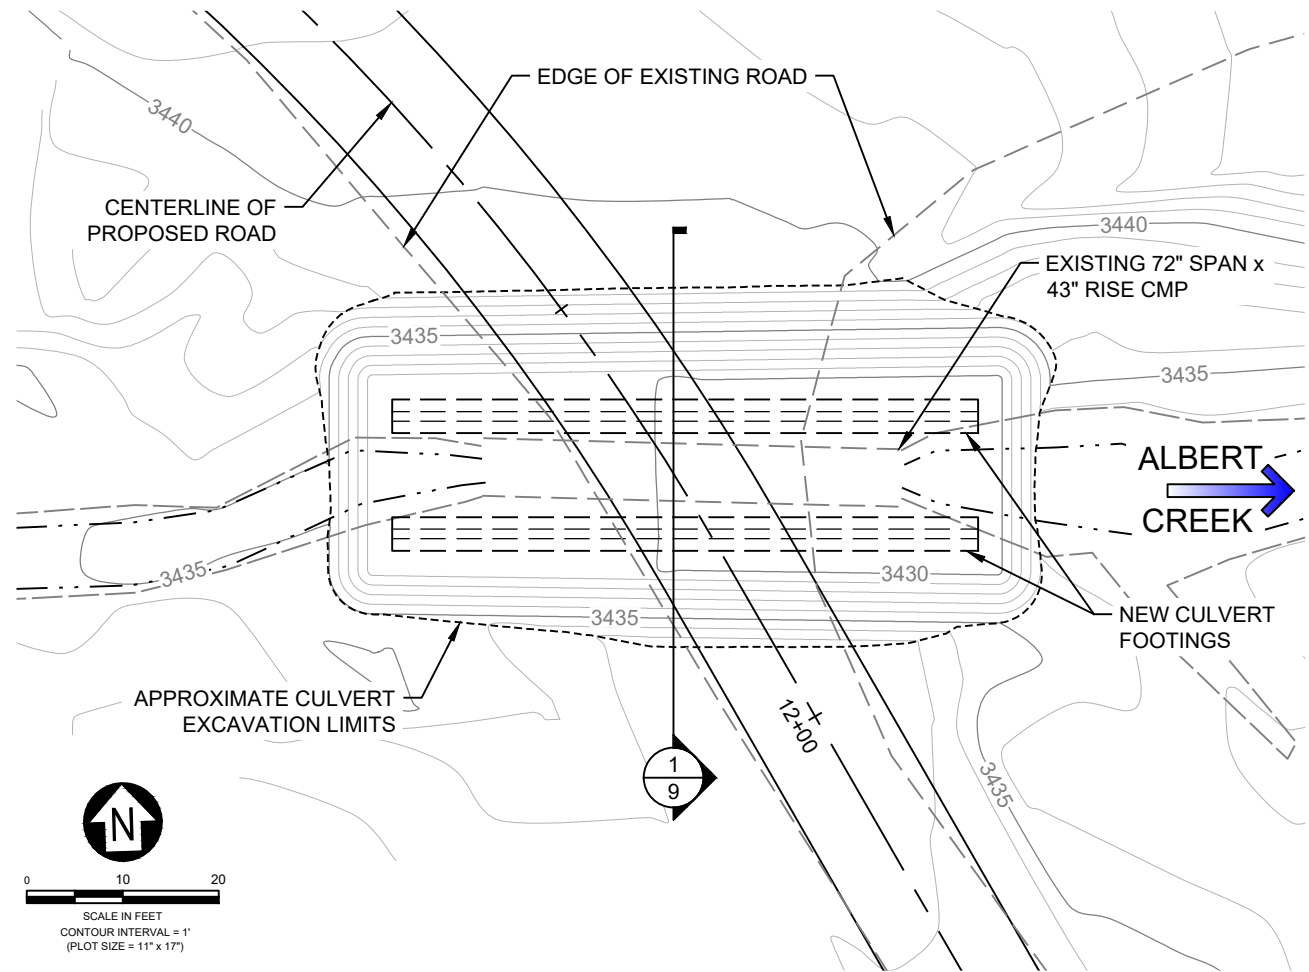 EDGE OF EXISTING ROAD
3440
CENTERLINE OF
PROPOSED ROAD
3440
EXISTING 72" SPAN x
43" RISE CMP
3435
3435
ALBERT
CREEK
3435
3430
3435
NEW CULVERT
FOOTINGS
APPROXIMATE CULVERT
EXCAVATION LIMITS
12+00
1
9
3435
N
0 10 20
SCALE IN FEET
CONTOUR INTERVAL = 1'
(PLOT SIZE = 11" x 17")